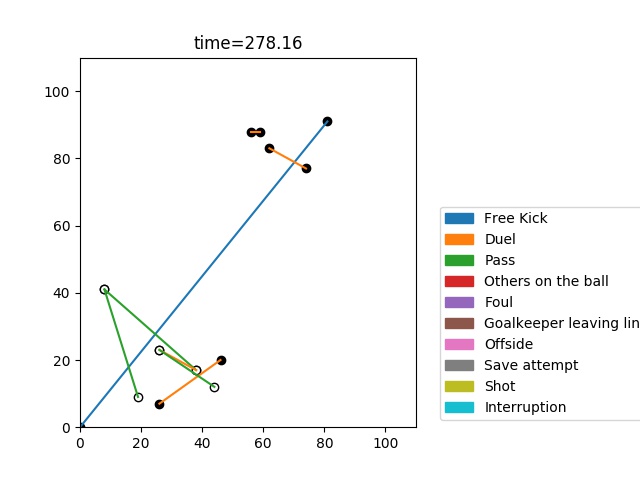 time=278.16
100
80
60
40
20
0
0 20 40 60 80 100
Free Kick
Duel
Pass
Others on the ball
Foul
Goalkeeper leaving lin
Offside
Save attempt
Shot
Interruption